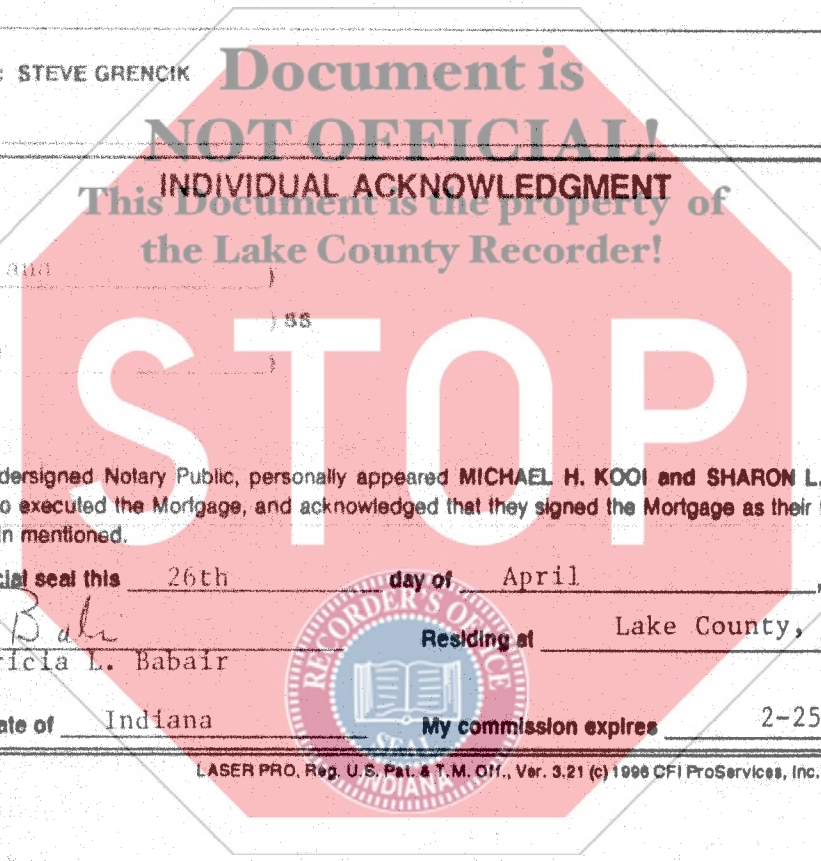 : STEVE GRENCIK
Document is
NOT OFFICIAL!
INDIVIDUAL ACKNOWLEDGMENT
This Document is the property of
the Lake County Recorder!
ana )
) SS
)
STOP
dersigned Notary Public, personally appeared MICHAEL H. KOOI and SHARON L.
o executed the Mortgage, and acknowledged that they signed the Mortgage as their
in mentioned.
cial seal this 26th day of April ,
RECORDER'S OFFICE
Residing at Lake County,
ricia L. Babair
ate of Indiana My commission expires 2-25
SEAL
INDIANA
LASER PRO, Reg. U.S. Pat. & T.M. Off., Ver. 3.21 (c) 1996 CFI ProServices, Inc.